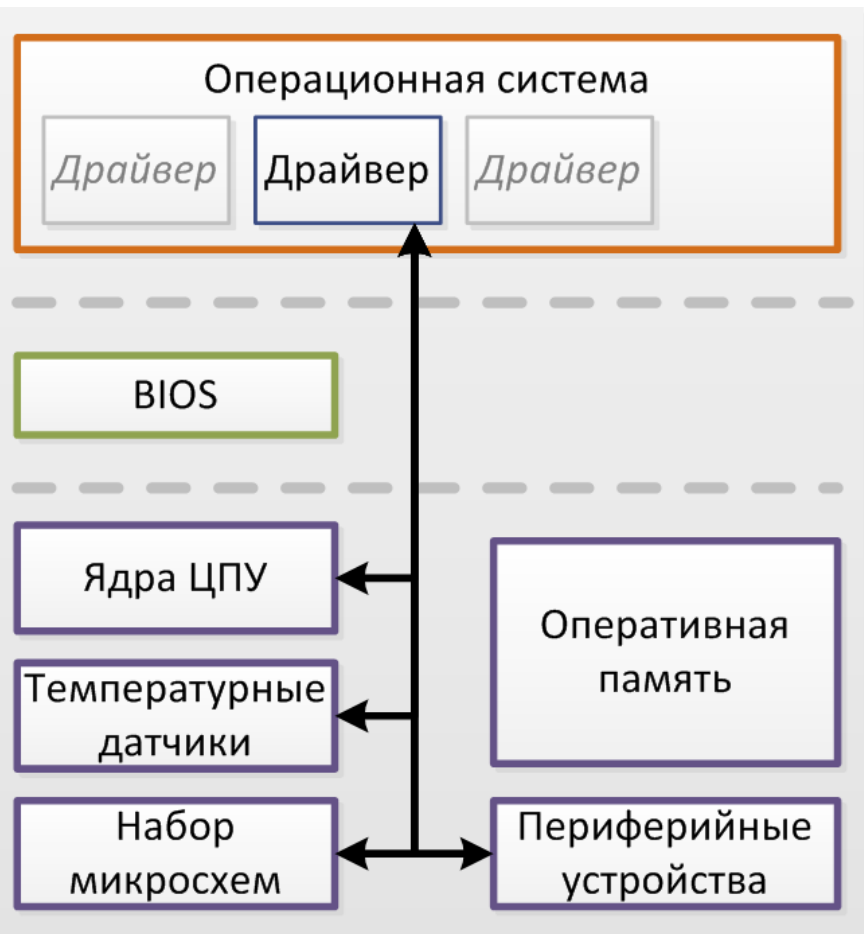 Операционная система
Драйвер Драйвер Драйвер
BIOS
Ядра ЦПУ
Оперативная
память
Температурные
датчики
Набор
микросхем
Периферийные
устройства